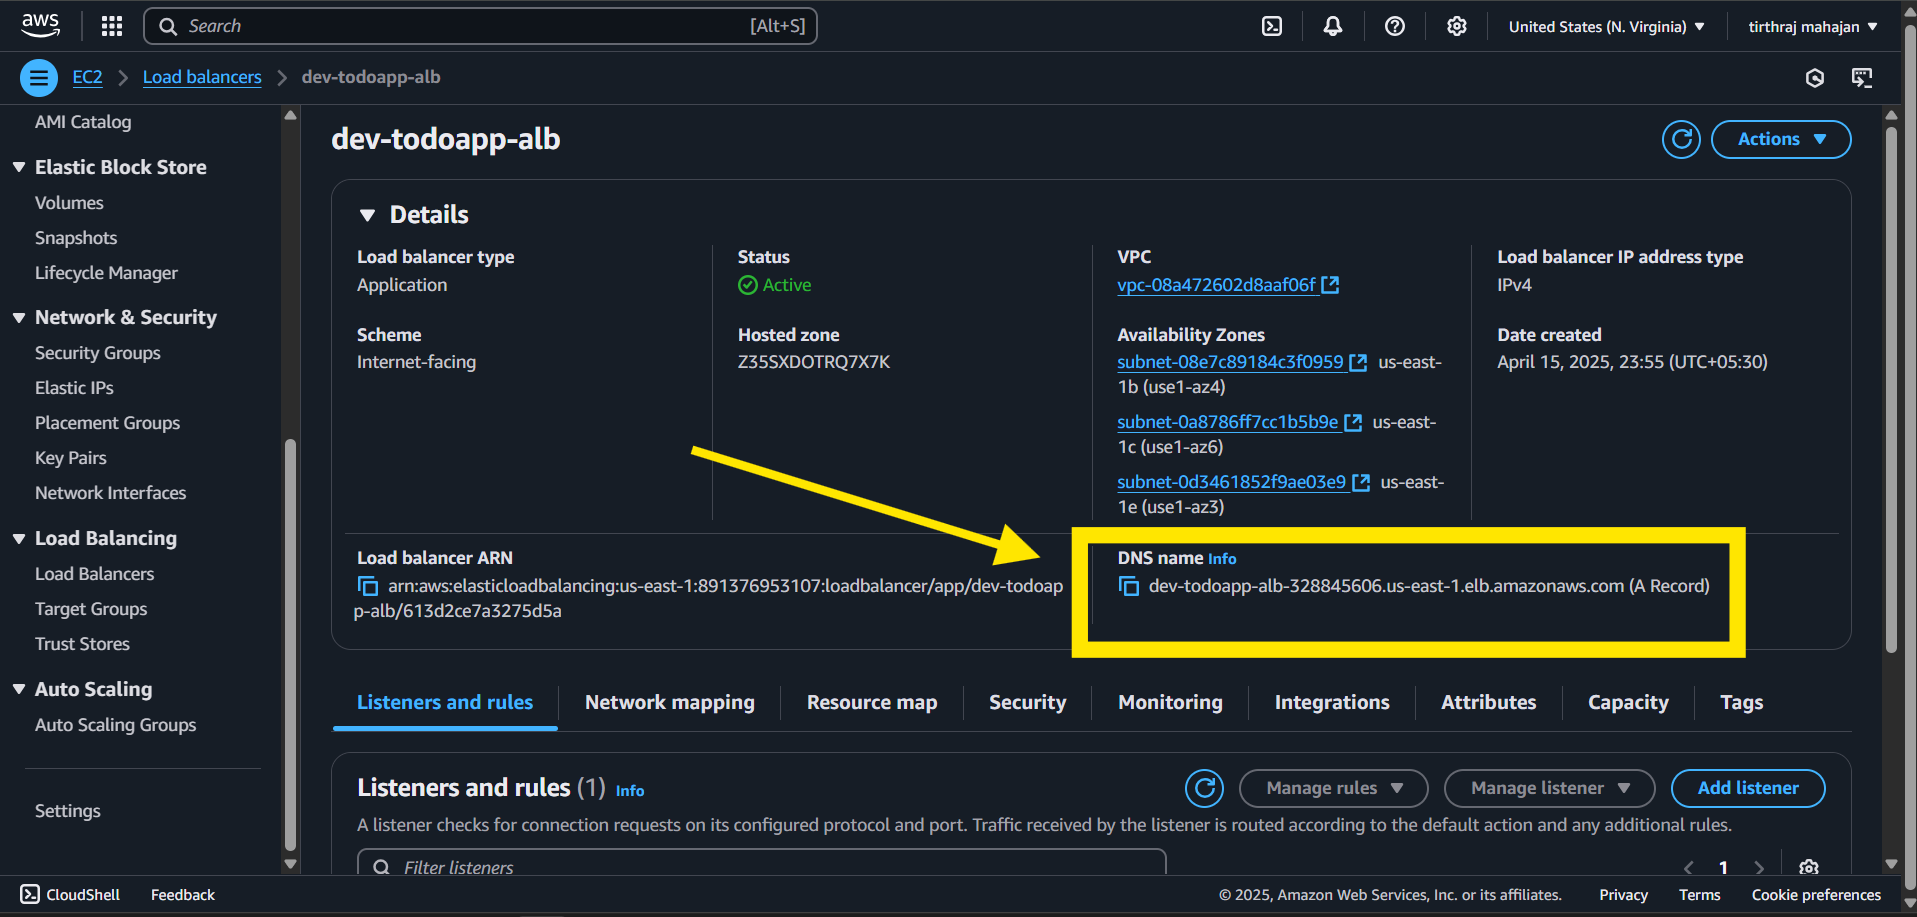 aws
Search
[Alt+S]
United States (N. Virginia)
tirthraj mahajan
EC2
Load balancers
dev-todoapp-alb
AMI Catalog
Elastic Block Store
Volumes
Snapshots
Lifecycle Manager
Network & Security
Security Groups
Elastic IPs
Placement Groups
Key Pairs
Network Interfaces
Load Balancing
Load Balancers
Target Groups
Trust Stores
Auto Scaling
Auto Scaling Groups
Settings
dev-todoapp-alb
Actions
Details
Load balancer type
Application
Status
Active
VPC
vpc-08a472602d8aaf06f
Load balancer IP address type
IPv4
Scheme
Internet-facing
Hosted zone
Z35SXDOTRQ7X7K
Availability Zones
subnet-08e7c89184c3f0959 us-east-
1b (use1-az4)
subnet-0a8786ff7cc1b5b9e us-east-
1c (use1-az6)
subnet-0d3461852f9ae03e9 us-east-
1e (use1-az3)
Date created
April 15, 2025, 23:55 (UTC+05:30)
Load balancer ARN
arn:aws:elasticloadbalancing:us-east-1:891376953107:loadbalancer/app/dev-todoap
p-alb/613d2ce7a3275d5a
DNS name Info
dev-todoapp-alb-328845606.us-east-1.elb.amazonaws.com (A Record)
Listeners and rules
Network mapping
Resource map
Security
Monitoring
Integrations
Attributes
Capacity
Tags
Listeners and rules (1) Info
Manage rules
Manage listener
Add listener
A listener checks for connection requests on its configured protocol and port. Traffic received by the listener is routed according to the default action and any additional rules.
Filter listeners
1
CloudShell
Feedback
© 2025, Amazon Web Services, Inc. or its affiliates.
Privacy
Terms
Cookie preferences